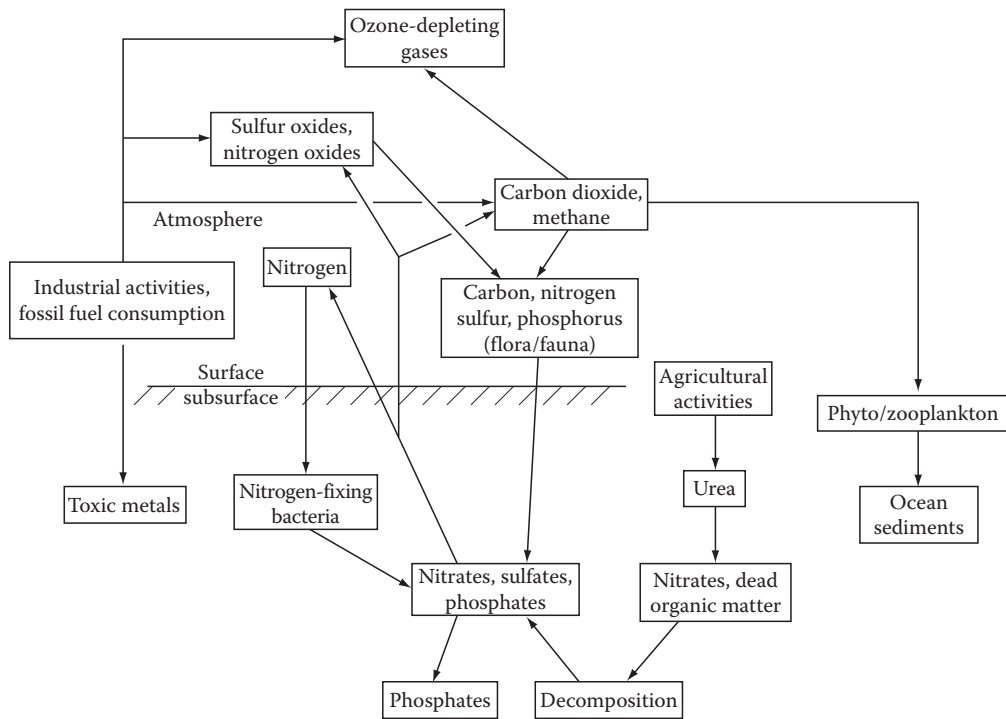 Ozone-depleting
gases
Sulfur oxides,
nitrogen oxides
Carbon dioxide,
methane
Atmosphere
Nitrogen
Industrial activities,
fossil fuel consumption
Carbon, nitrogen
sulfur, phosphorus
(flora/fauna)
Surface
subsurface
Agricultural
activities
Phyto/zooplankton
Toxic metals
Nitrogen-fixing
bacteria
Urea
Ocean
sediments
Nitrates, sulfates,
phosphates
Nitrates, dead
organic matter
Phosphates
Decomposition